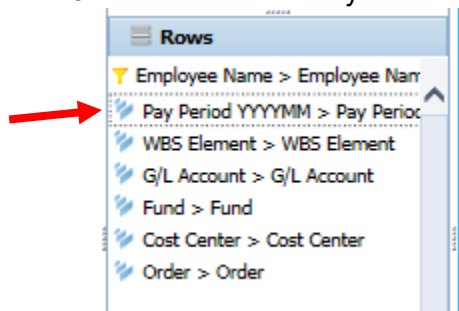 Rows
Employee Name > Employee Nam
Pay Period YYYYMM > Pay Period
WBS Element > WBS Element
G/L Account > G/L Account
Fund > Fund
Cost Center > Cost Center
Order > Order